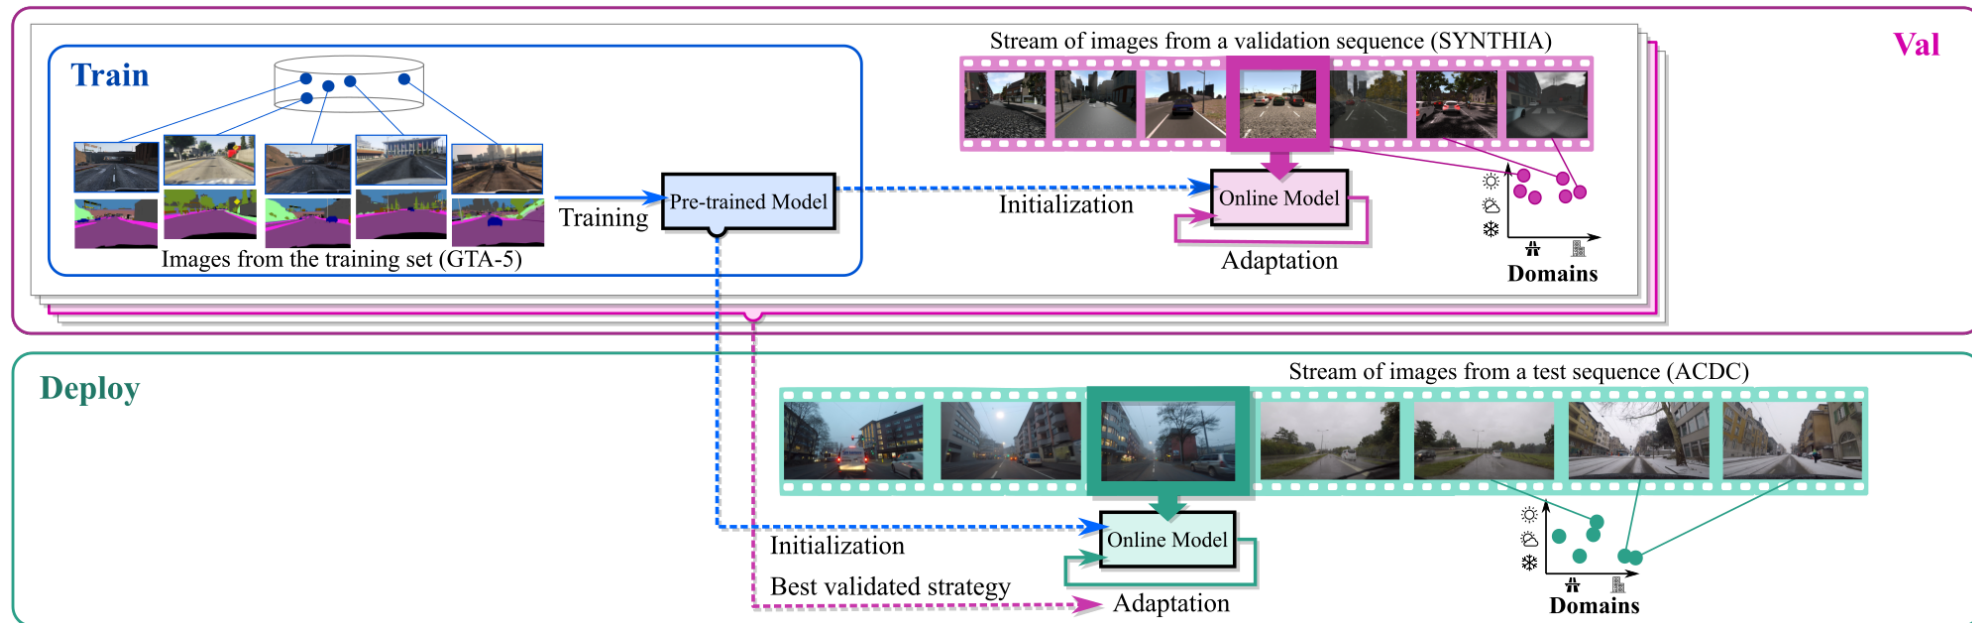 Train
Images from the training set (GTA-5)
Training
Pre-trained Model
Initialization
Stream of images from a validation sequence (SYNTHIA)
Val
Online Model
Adaptation
Domains
Deploy
Stream of images from a test sequence (ACDC)
Initialization
Online Model
Best validated strategy
Adaptation
Domains